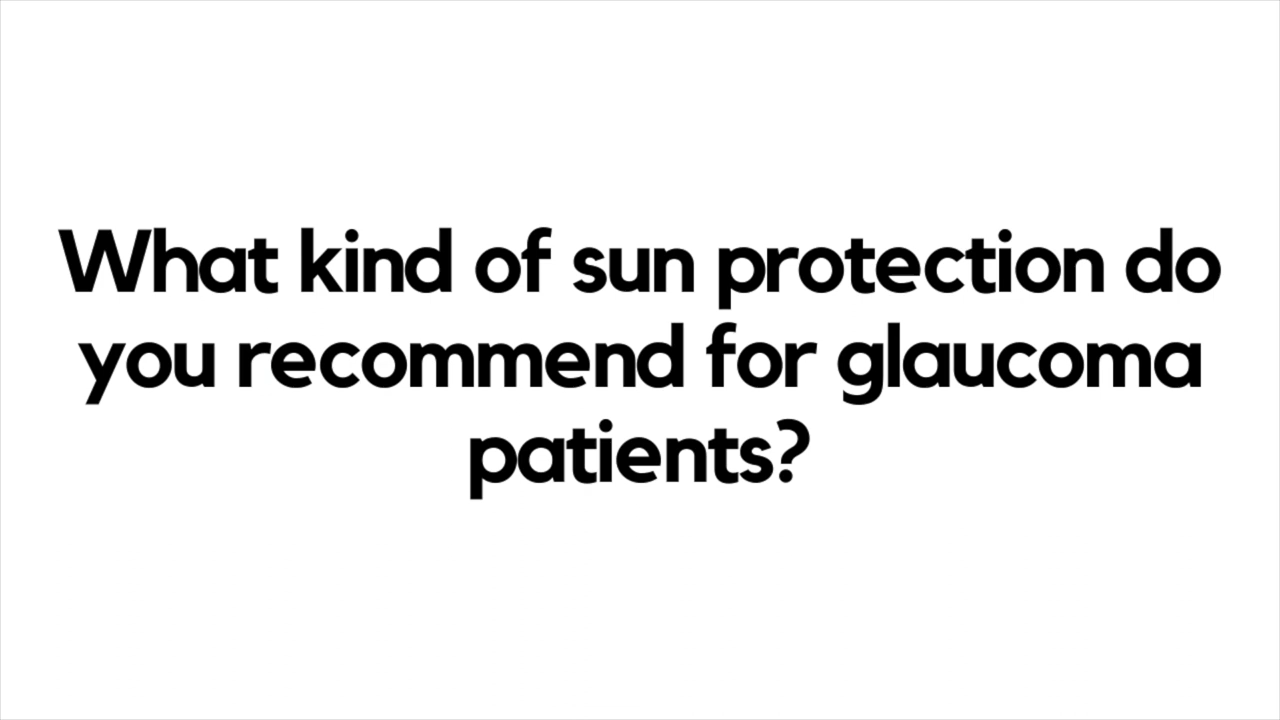 What kind of sun protection do
you recommend for glaucoma
patients?